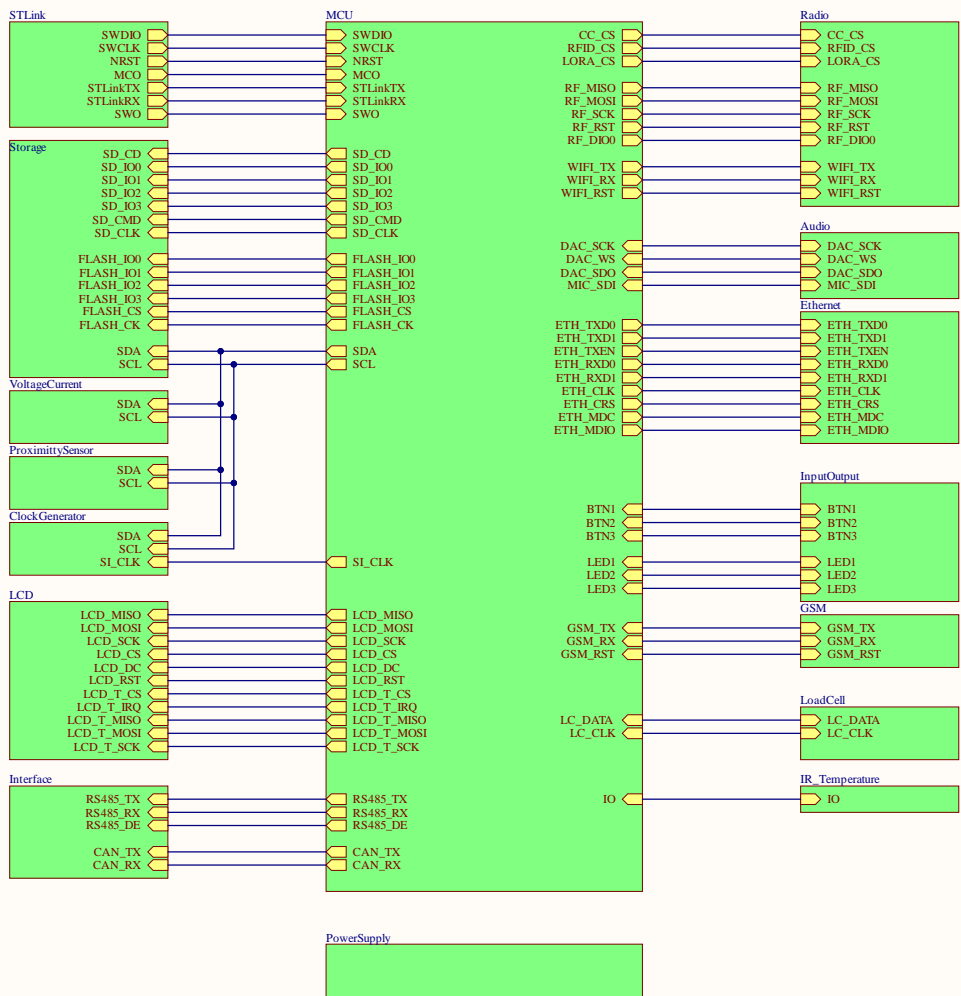 STLink
SWDIO
SWCLK
NRST
MCO
STLinkTX
STLinkRX
SWO
Storage
SD_CD
SD_IO0
SD_IO1
SD_IO2
SD_IO3
SD_CMD
SD_CLK
FLASH_IO0
FLASH_IO1
FLASH_IO2
FLASH_IO3
FLASH_CS
FLASH_CK
SDA
SCL
VoltageCurrent
SDA
SCL
ProximittySensor
SDA
SCL
ClockGenerator
SDA
SCL
SI_CLK
LCD
LCD_MISO
LCD_MOSI
LCD_SCK
LCD_CS
LCD_DC
LCD_RST
LCD_T_CS
LCD_T_IRQ
LCD_T_MISO
LCD_T_MOSI
LCD_T_SCK
Interface
RS485_TX
RS485_RX
RS485_DE
CAN_TX
CAN_RX
MCU
SWDIO
SWCLK
NRST
MCO
STLinkTX
STLinkRX
SWO
SD_CD
SD_IO0
SD_IO1
SD_IO2
SD_IO3
SD_CMD
SD_CLK
FLASH_IO0
FLASH_IO1
FLASH_IO2
FLASH_IO3
FLASH_CS
FLASH_CK
SDA
SCL
SI_CLK
LCD_MISO
LCD_MOSI
LCD_SCK
LCD_CS
LCD_DC
LCD_RST
LCD_T_CS
LCD_T_IRQ
LCD_T_MISO
LCD_T_MOSI
LCD_T_SCK
RS485_TX
RS485_RX
RS485_DE
CAN_TX
CAN_RX
CC_CS
RFID_CS
LORA_CS
RF_MISO
RF_MOSI
RF_SCK
RF_RST
RF_DIO0
WIFI_TX
WIFI_RX
WIFI_RST
DAC_SCK
DAC_WS
DAC_SDO
MIC_SDI
ETH_TXD0
ETH_TXD1
ETH_TXEN
ETH_RXD0
ETH_RXD1
ETH_CLK
ETH_CRS
ETH_MDC
ETH_MDIO
BTN1
BTN2
BTN3
LED1
LED2
LED3
GSM_TX
GSM_RX
GSM_RST
LC_DATA
LC_CLK
IO
Radio
CC_CS
RFID_CS
LORA_CS
RF_MISO
RF_MOSI
RF_SCK
RF_RST
RF_DIO0
WIFI_TX
WIFI_RX
WIFI_RST
Audio
DAC_SCK
DAC_WS
DAC_SDO
MIC_SDI
Ethernet
ETH_TXD0
ETH_TXD1
ETH_TXEN
ETH_RXD0
ETH_RXD1
ETH_CLK
ETH_CRS
ETH_MDC
ETH_MDIO
InputOutput
BTN1
BTN2
BTN3
LED1
LED2
LED3
GSM
GSM_TX
GSM_RX
GSM_RST
LoadCell
LC_DATA
LC_CLK
IR_Temperature
IO
PowerSupply